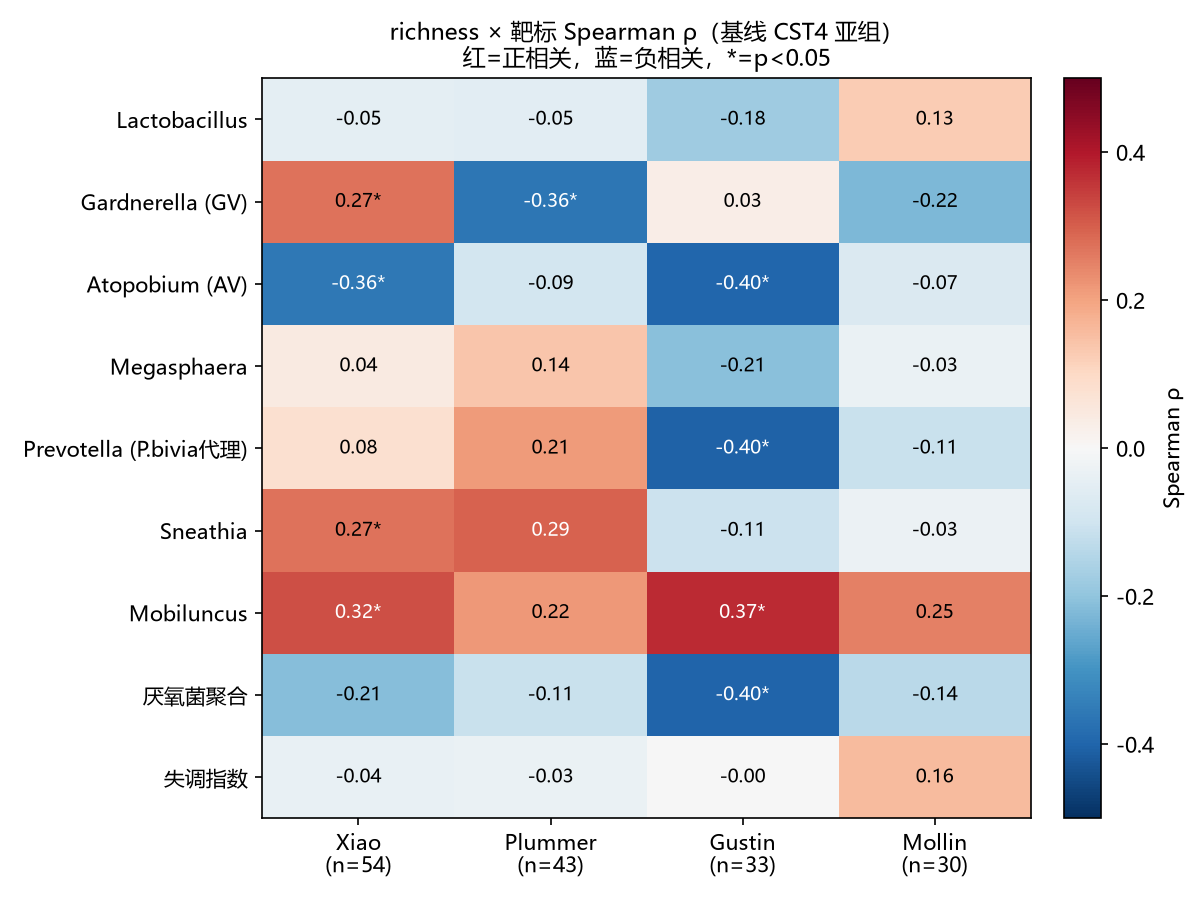 richness × 靶标 Spearman ρ（基线 CST4 亚组）
红=正相关，蓝=负相关，*=p<0.05
Lactobacillus -0.05 -0.05 -0.18 0.13
Gardnerella (GV) 0.27* -0.36* 0.03 -0.22
Atopobium (AV) -0.36* -0.09 -0.40* -0.07
Megasphaera 0.04 0.14 -0.21 -0.03
Prevotella (P.bivia代理) 0.08 0.21 -0.40* -0.11
Sneathia 0.27* 0.29 -0.11 -0.03
Mobiluncus 0.32* 0.22 0.37* 0.25
厌氧菌聚合 -0.21 -0.11 -0.40* -0.14
失调指数 -0.04 -0.03 -0.00 0.16
Xiao Plummer Gustin Mollin
(n=54) (n=43) (n=33) (n=30)
0.4
0.2
0.0
-0.2
-0.4
Spearman ρ